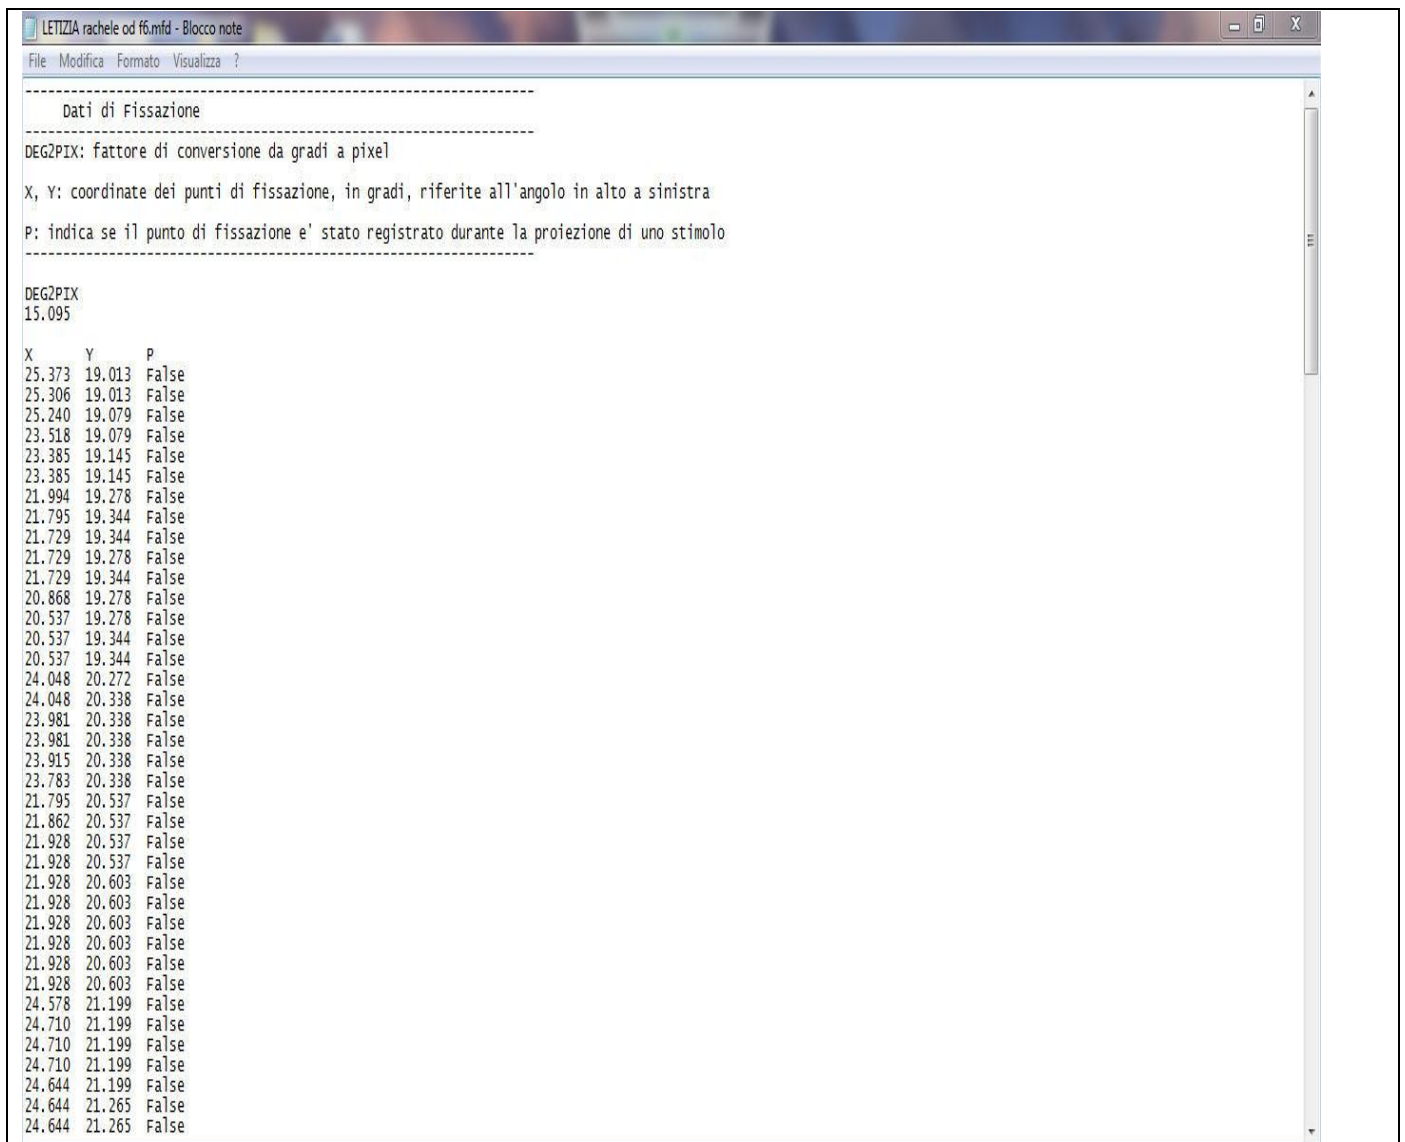 LETIZIA rachele od f6.mfd - Blocco note
File Modifica Formato Visualizza ?
-------------------------------------------------------------------
Dati di Fissazione
-------------------------------------------------------------------
DEG2PIX: fattore di conversione da gradi a pixel
X, Y: coordinate dei punti di fissazione, in gradi, riferite all'angolo in alto a sinistra
P: indica se il punto di fissazione e' stato registrato durante la proiezione di uno stimolo
-------------------------------------------------------------------
DEG2PIX
15.095
X Y P
25.373 19.013 False
25.306 19.013 False
25.240 19.079 False
23.518 19.079 False
23.385 19.145 False
23.385 19.145 False
21.994 19.278 False
21.795 19.344 False
21.729 19.344 False
21.729 19.278 False
21.729 19.344 False
20.868 19.278 False
20.537 19.278 False
20.537 19.344 False
20.537 19.344 False
24.048 20.272 False
24.048 20.338 False
23.981 20.338 False
23.981 20.338 False
23.915 20.338 False
23.783 20.338 False
21.795 20.537 False
21.862 20.537 False
21.928 20.537 False
21.928 20.537 False
21.928 20.603 False
21.928 20.603 False
21.928 20.603 False
21.928 20.603 False
21.928 20.603 False
21.928 20.603 False
24.578 21.199 False
24.710 21.199 False
24.710 21.199 False
24.710 21.199 False
24.644 21.199 False
24.644 21.265 False
24.644 21.265 False